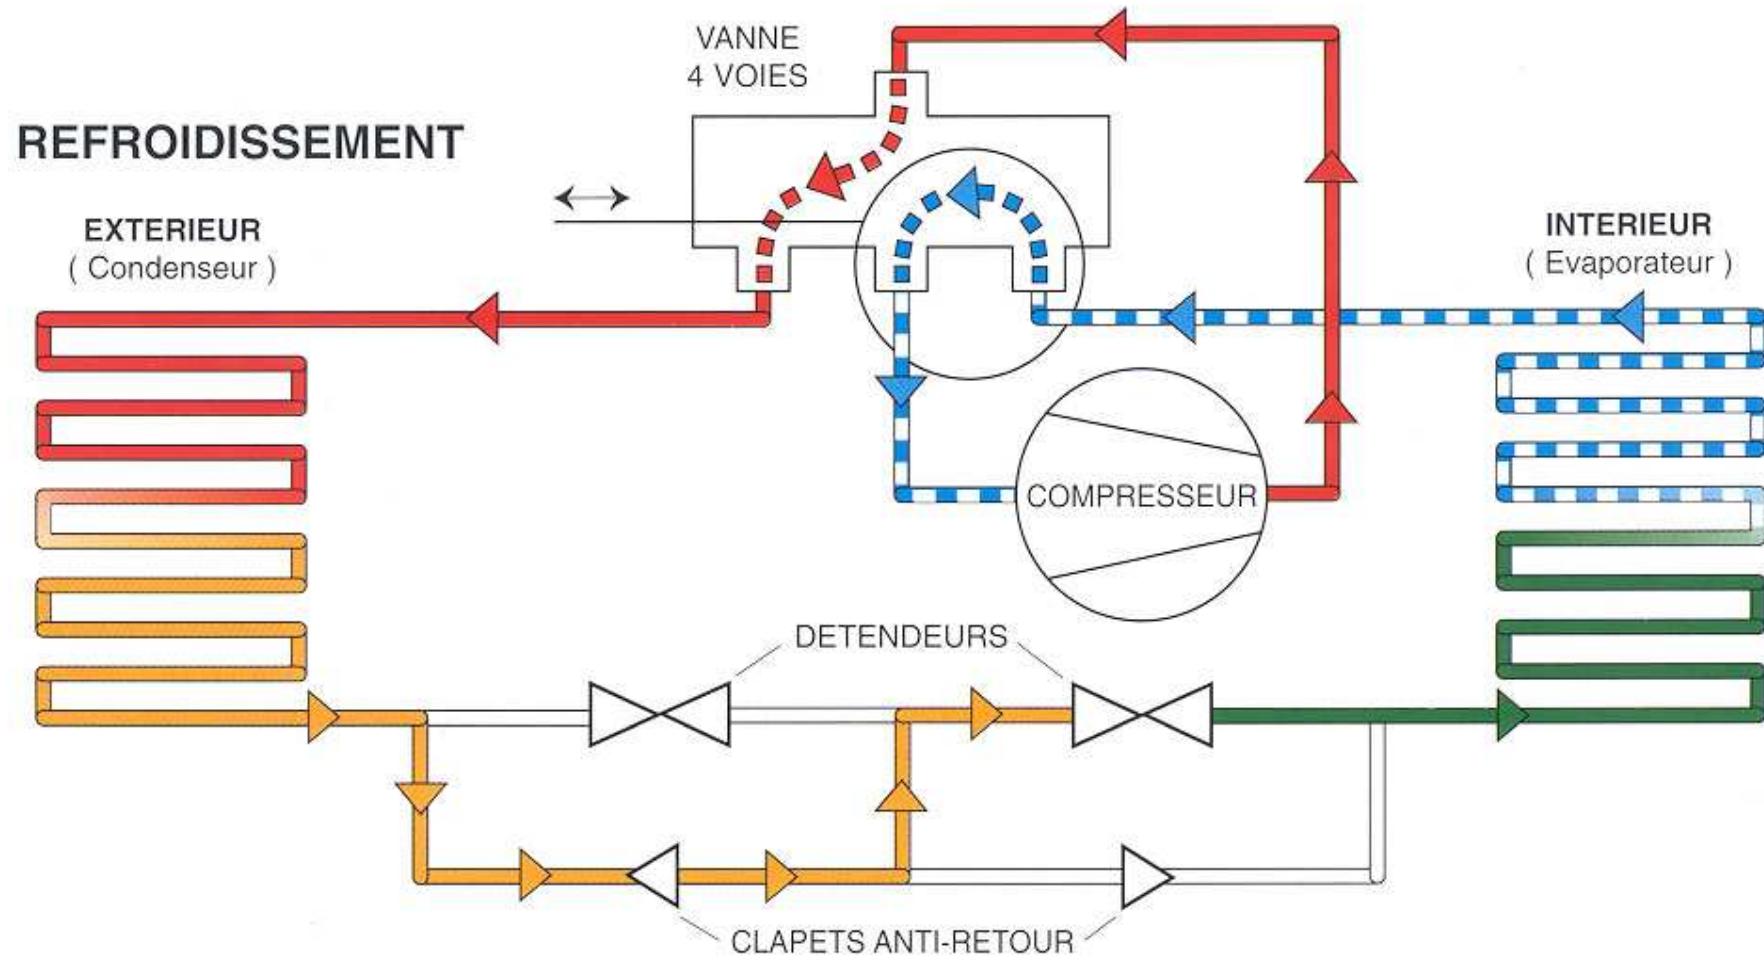 VANNE
4 VOIES
REFROIDISSEMENT
EXTERIEUR
( Condenseur )
INTERIEUR
( Evaporateur )
COMPRESSEUR
DETENDEURS
CLAPETS ANTI-RETOUR